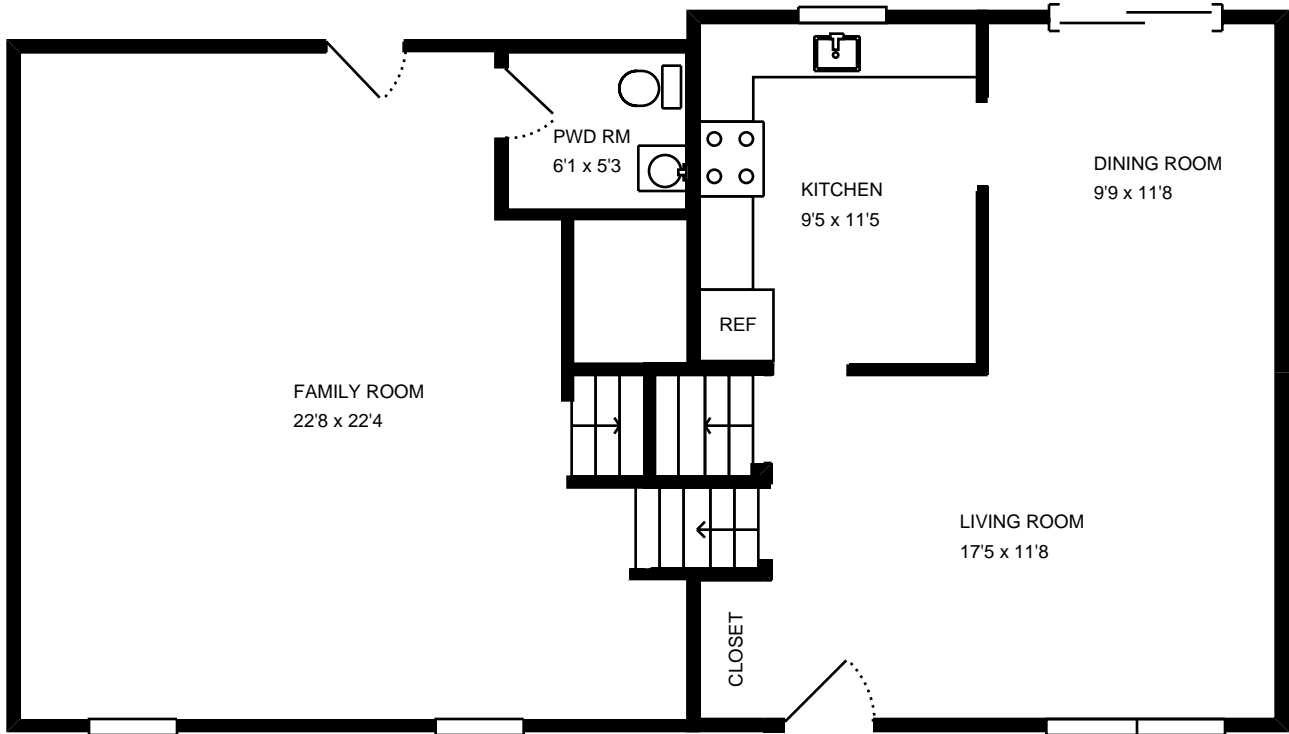 PWD RM
6'1 x 5'3
KITCHEN
9'5 x 11'5
DINING ROOM
9'9 x 11'8
REF
FAMILY ROOM
22'8 x 22'4
LIVING ROOM
17'5 x 11'8
CLOSET